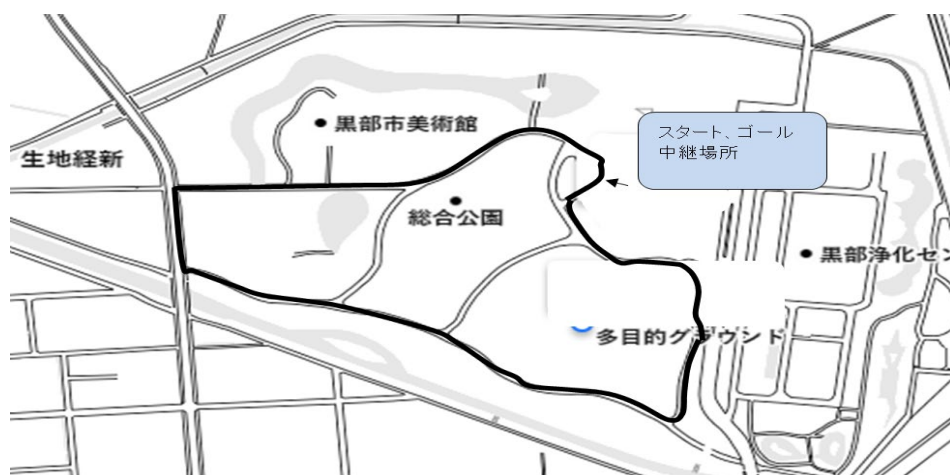 黒部市美術館
スタート、ゴール
中継場所
生地経新
総合公園
黒部浄化セン
多目的グラウンド